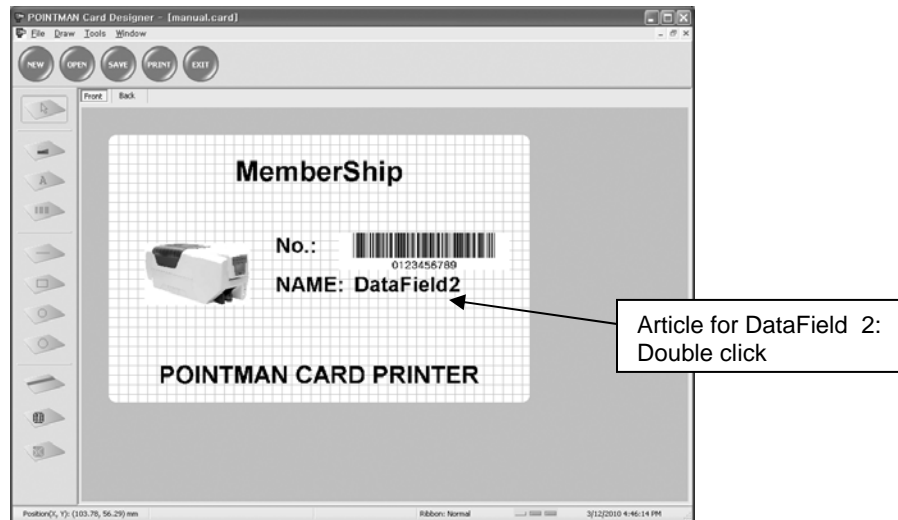 POINTMAN Card Designer - [manual.card]
File Draw Tools Window
NEW OPEN SAVE PRINT EXIT
Front Back
MemberShip
No.:
0123456789
NAME: DataField2
Article for DataField 2:
Double click
POINTMAN CARD PRINTER
Position(X, Y): (103.78, 56.29) mm Ribbon: Normal 3/12/2010 4:46:14 PM